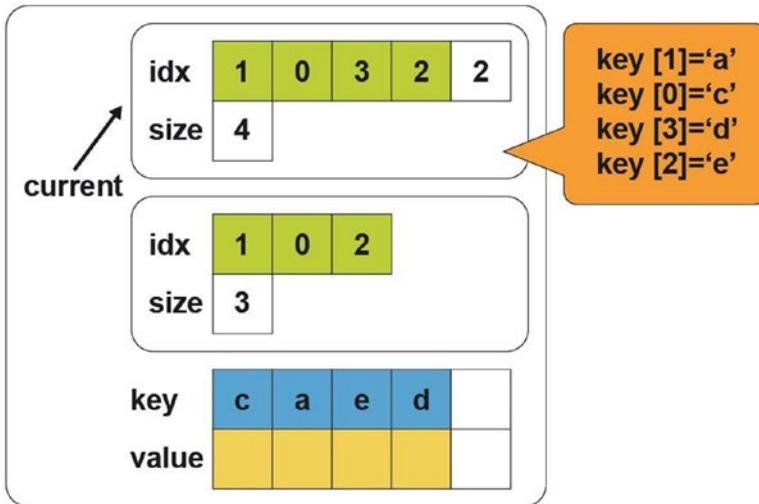 idx 1 0 3 2 2
size 4
current
idx 1 0 2
size 3
key c a e d
value
key [1]=‘a’
key [0]=‘c’
key [3]=‘d’
key [2]=‘e’